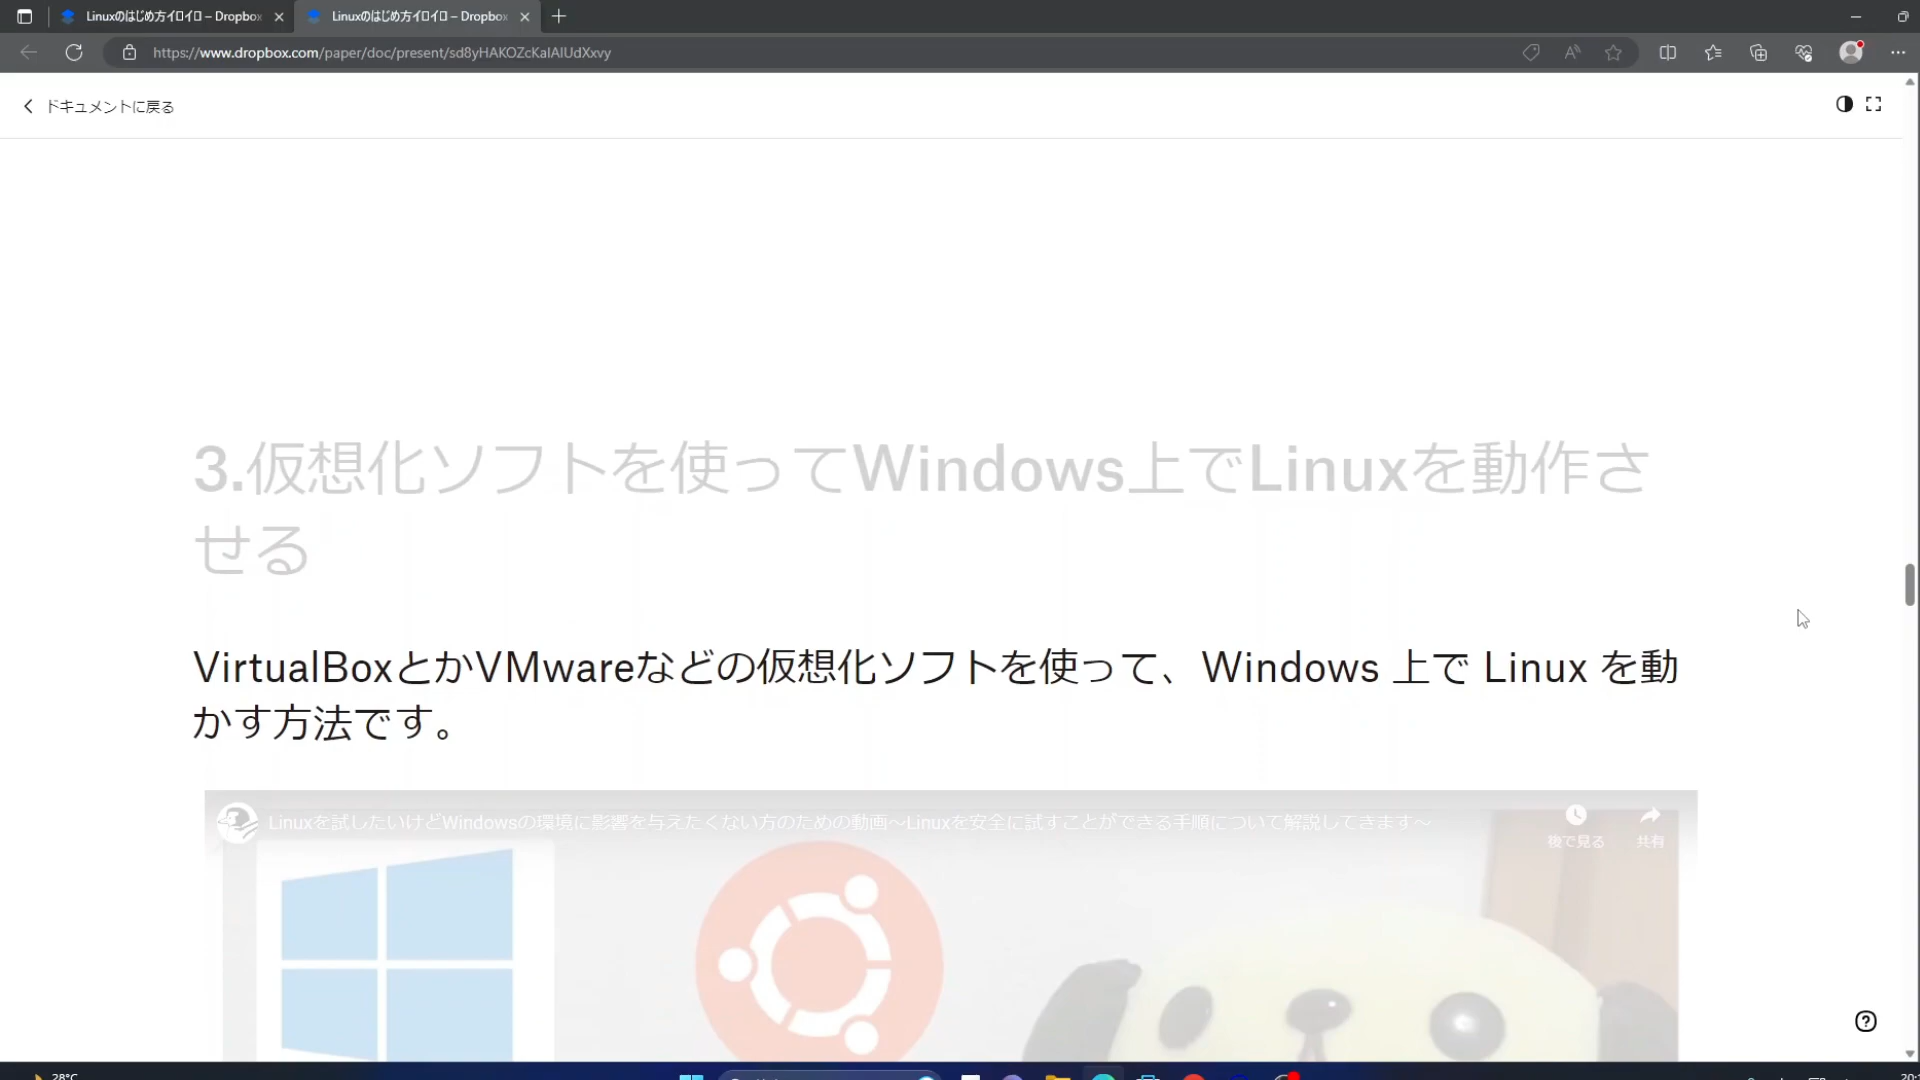 Linuxのはじめ方イロイロ – Dropbox
Linuxのはじめ方イロイロ – Dropbox
https://www.dropbox.com/paper/doc/present/sd8yHAKOZcKaIAlUdXxvy
ドキュメントに戻る
3.仮想化ソフトを使ってWindows上でLinuxを動作さ
せる
VirtualBoxとかVMwareなどの仮想化ソフトを使って、Windows 上で Linux を動
かす方法です。
Linuxを試したいけどWindowsの環境に影響を与えたくない方のための動画〜Linuxを安全に試すことができる手順について解説してきます〜
後で見る
共有
28°C